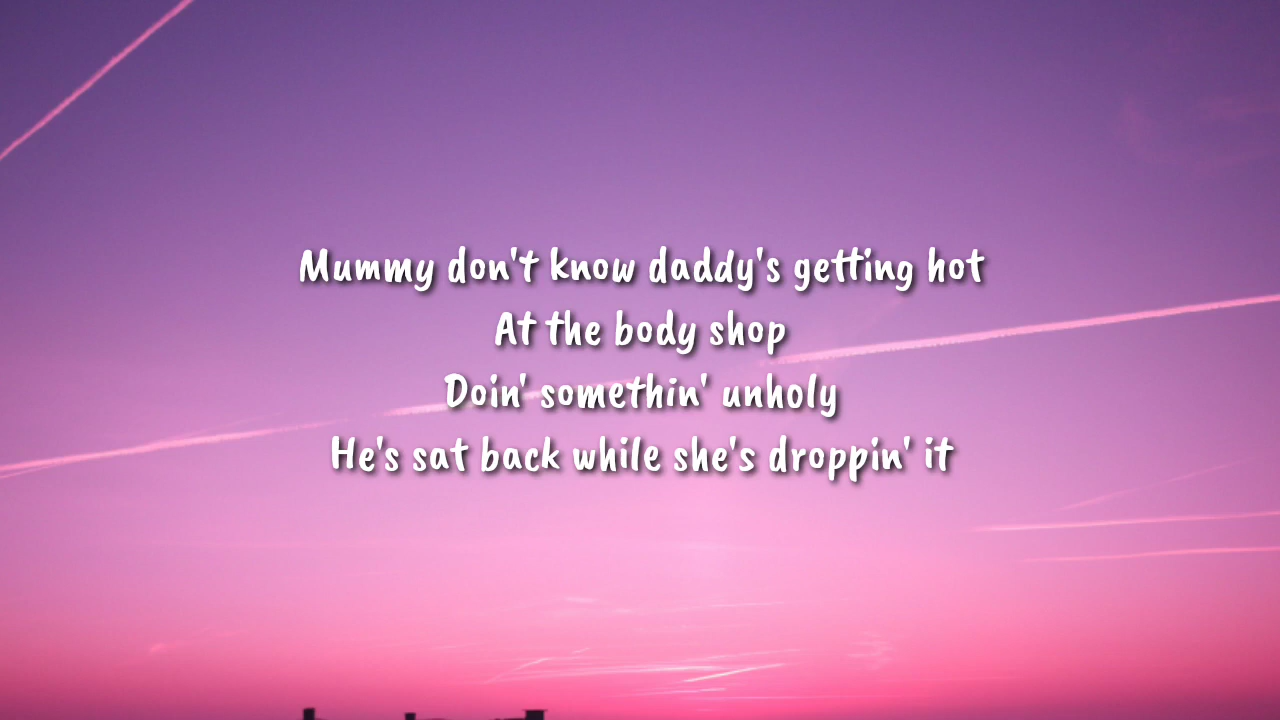 Mummy don't know daddy's getting hot
At the body shop
Doin' somethin' unholy
He's sat back while she's droppin' it